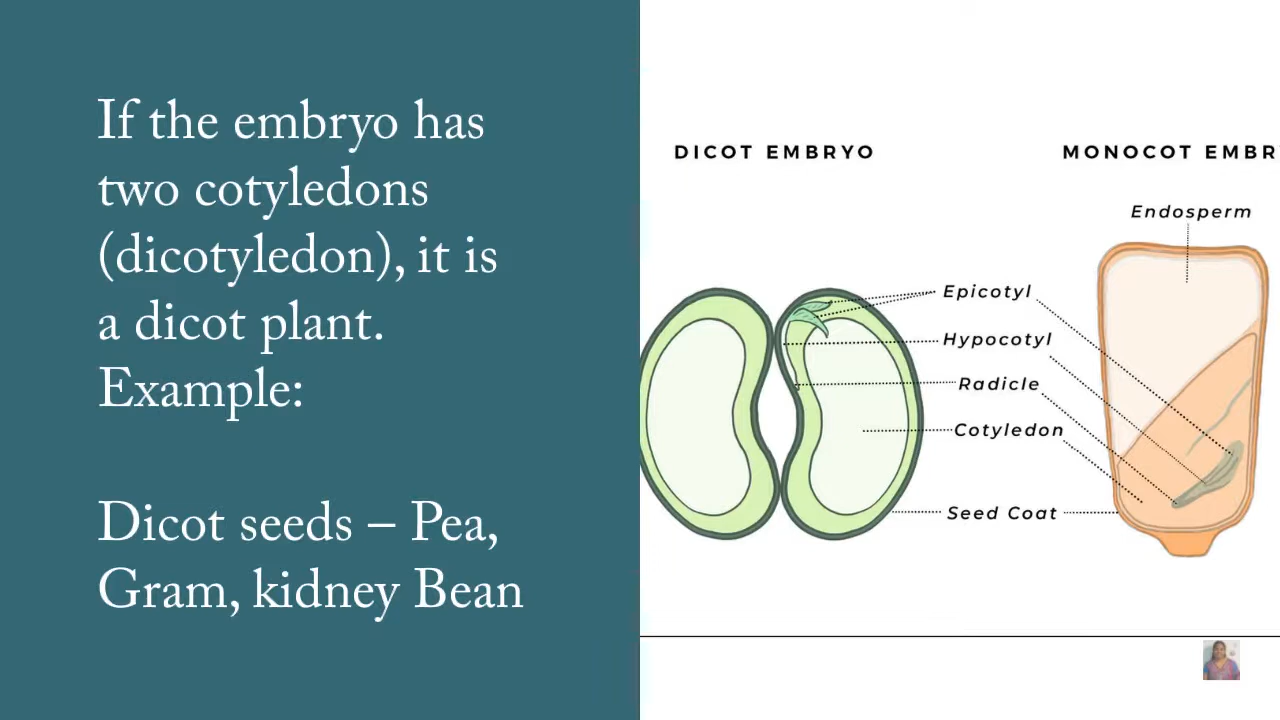 If the embryo has
two cotyledons
(dicotyledon), it is
a dicot plant.
Example:
Dicot seeds – Pea,
Gram, kidney Bean
DICOT EMBRYO
MONOCOT EMBR
Endosperm
Epicotyl
Hypocotyl
Radicle
Cotyledon
Seed Coat